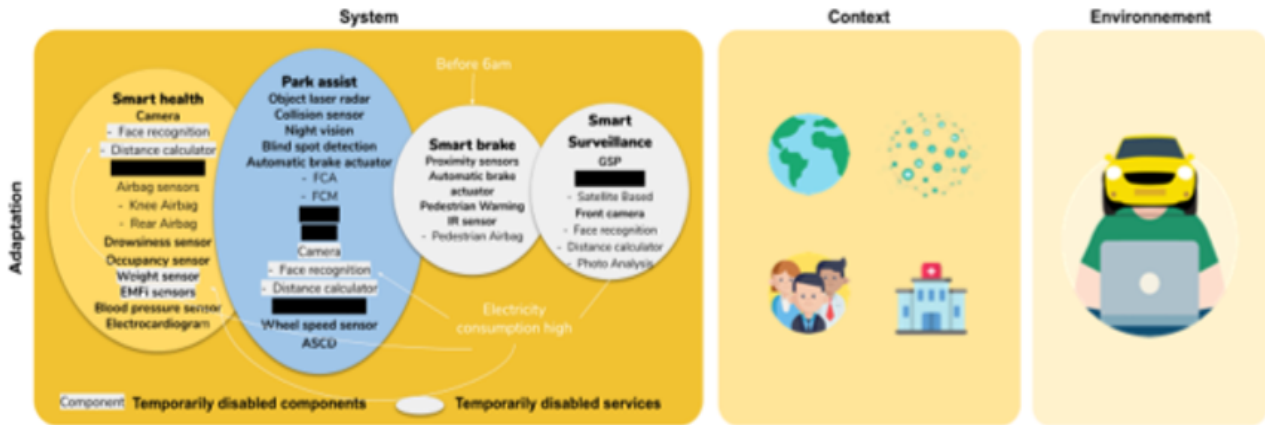 System
Context
Environnement
Adaptation
Smart health
Camera
- Face recognition
- Distance calculator
Airbag sensors
- Knee Airbag
- Rear Airbag
Drowsiness sensor
Occupancy sensor
Weight sensor
EMFi sensors
Blood pressure sensor
Electrocardiogram
Park assist
Object laser radar
Collision sensor
Night vision
Blind spot detection
Automatic brake actuator
- FCA
- FCM
Camera
- Face recognition
- Distance calculator
Wheel speed sensor
ASCD
Before 6am
Smart brake
Proximity sensors
Automatic brake
actuator
Pedestrian Warning
IR sensor
- Pedestrian Airbag
Smart
Surveillance
GSP
- Satellite Based
Front camera
- Face recognition
- Distance calculator
- Photo Analysis
Electricity
consumption high
Component Temporarily disabled components
Temporarily disabled services